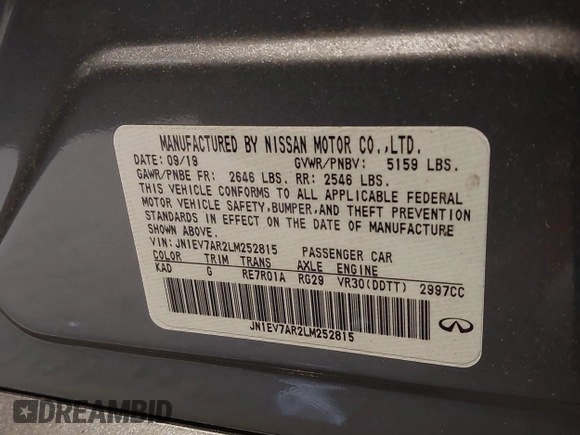 MANUFACTURED BY NISSAN MOTOR CO.,LTD.
DATE: 09/19 GVWR/PNBV: 5159 LBS.
GAWR/PNBE FR: 2646 LBS. RR: 2546 LBS.
THIS VEHICLE CONFORMS TO ALL APPLICABLE FEDERAL
MOTOR VEHICLE SAFETY,BUMPER,AND THEFT PREVENTION
STANDARDS IN EFFECT ON THE DATE OF MANUFACTURE
SHOWN ABOVE.
VIN: JN1EV7AR2LM252815 PASSENGER CAR
COLOR TRIM TRANS AXLE ENGINE
KAD G RE7R01A RG29 VR30(DDTT) 2997CC
JN1EV7AR2LM252815
DREAMBID